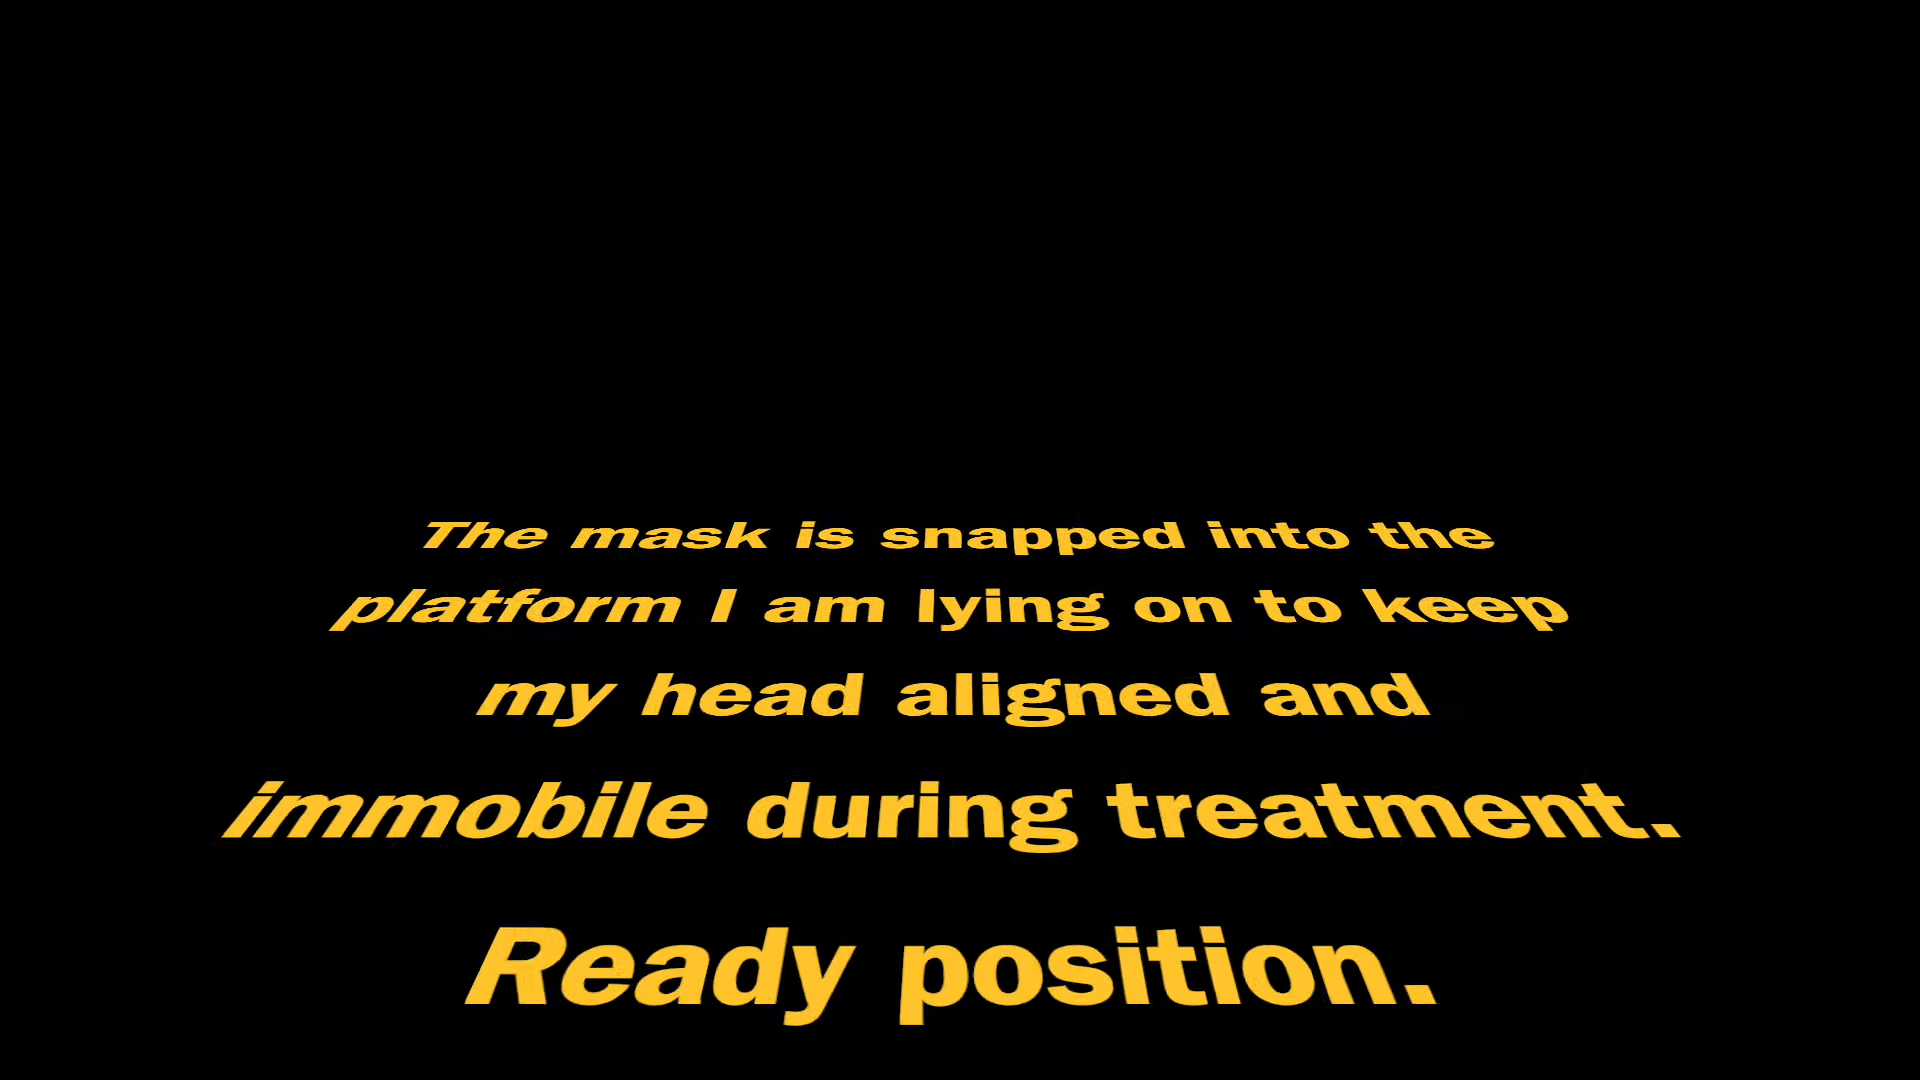 The mask is snapped into the
platform I am lying on to keep
my head aligned and
immobile during treatment.
Ready position.